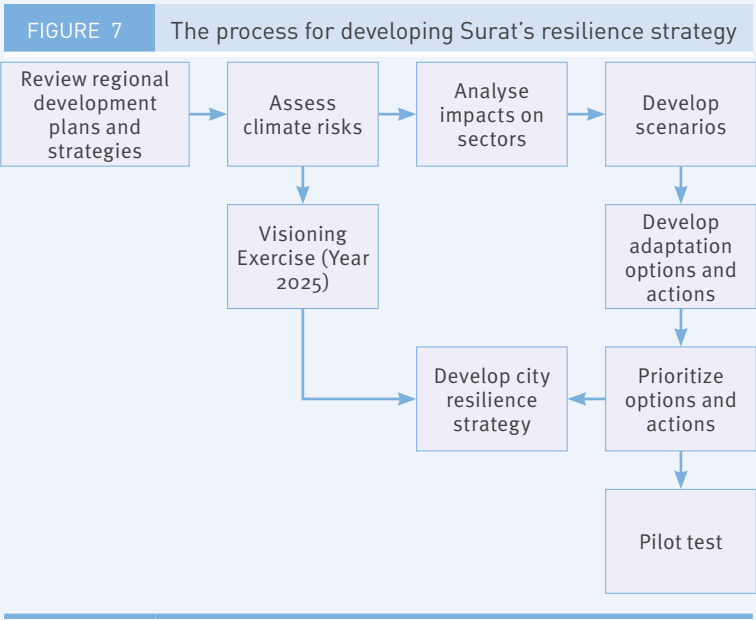 FIGURE 7
The process for developing Surat’s resilience strategy
Review regional
development
plans and
strategies
Assess
climate risks
Analyse
impacts on
sectors
Develop
scenarios
Visioning
Exercise (Year
2025)
Develop
adaptation
options and
actions
Develop city
resilience
strategy
Prioritize
options and
actions
Pilot test